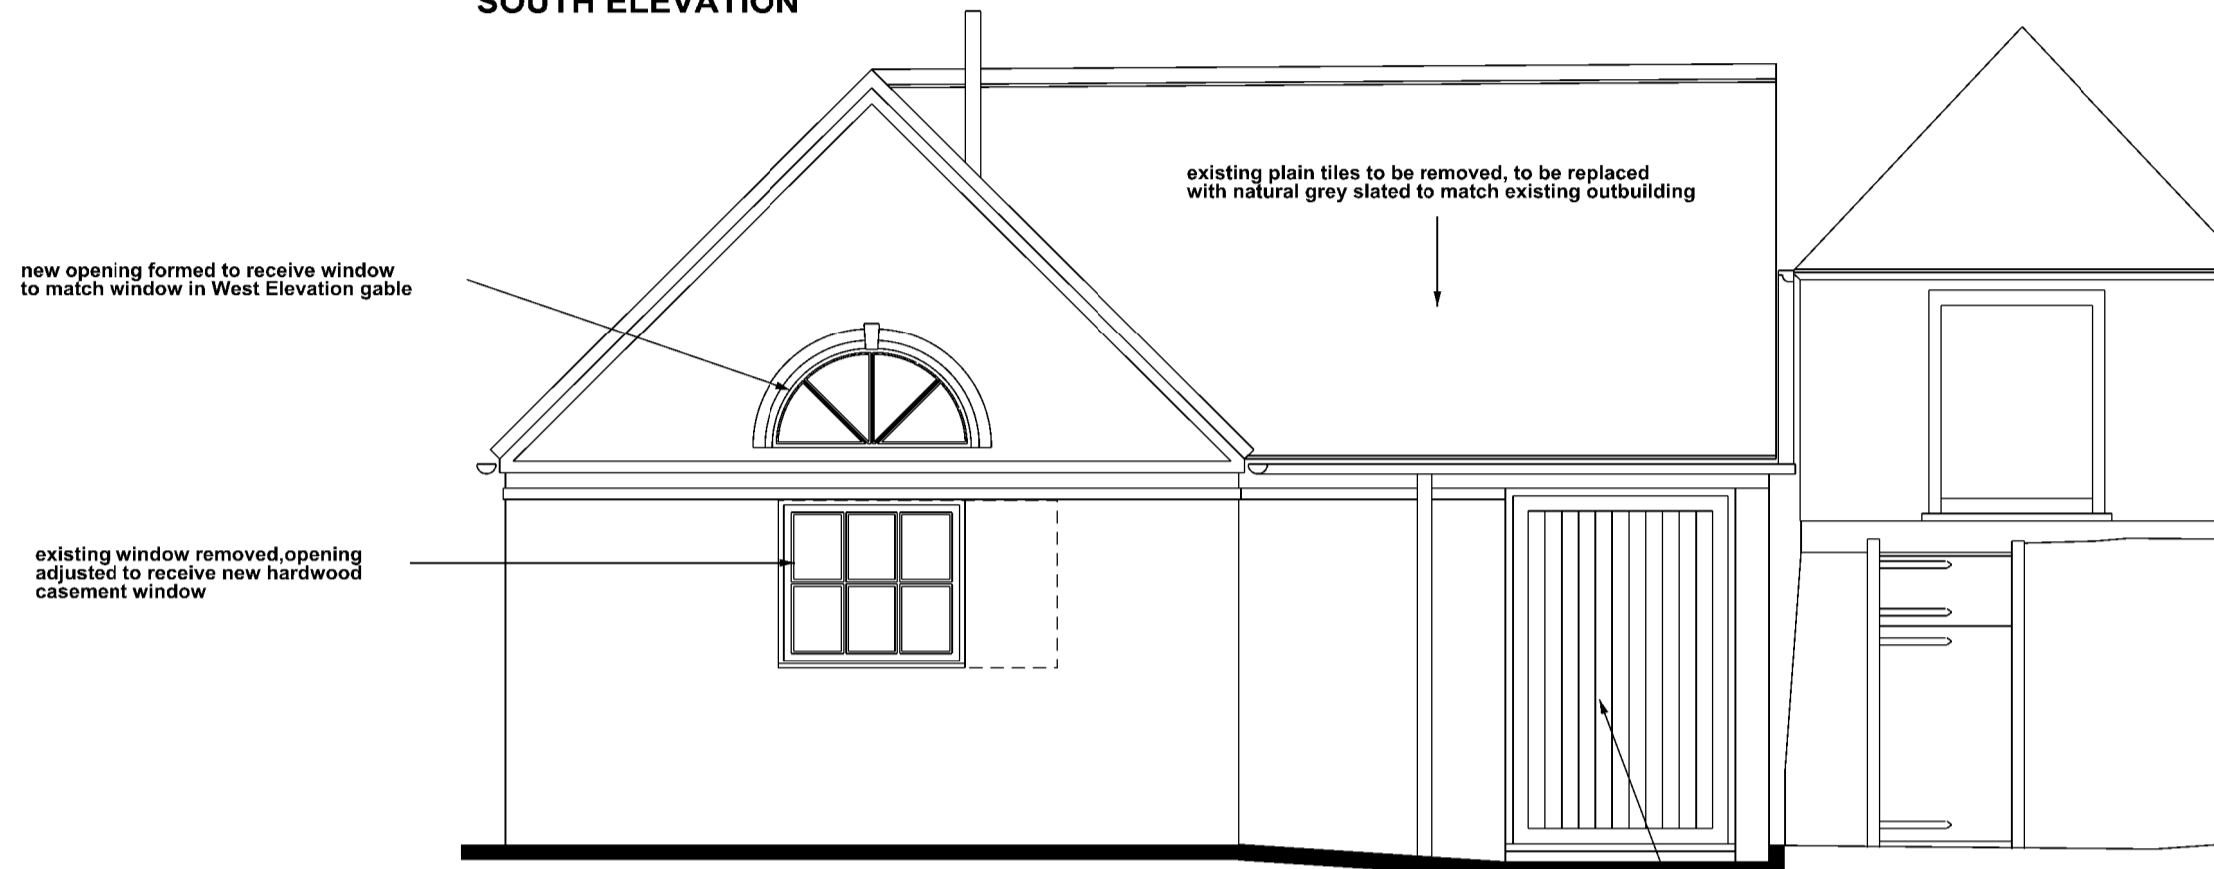 SOUTH ELEVATION
existing plain tiles to be removed, to be replaced
with natural grey slated to match existing outbuilding
new opening formed to receive window
to match window in West Elevation gable
existing window removed,opening
adjusted to receive new hardwood
casement window